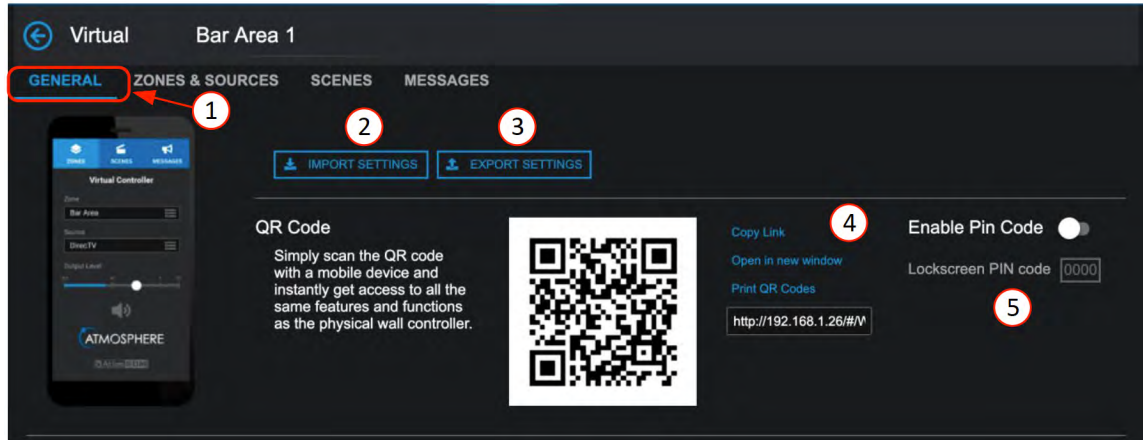 Virtual Bar Area 1
GENERAL ZONES & SOURCES SCENES MESSAGES
1
2
3
ZONES SCENES MESSAGES
Virtual Controller
Zone
Bar Area
Source
DirecTV
Output Level
ATMOSPHERE
IMPORT SETTINGS EXPORT SETTINGS
QR Code
Simply scan the QR code
with a mobile device and
instantly get access to all the
same features and functions
as the physical wall controller.
Copy Link
Open in new window
Print QR Codes
http://192.168.1.26/#/W
4
Enable Pin Code
Lockscreen PIN code 0000
5